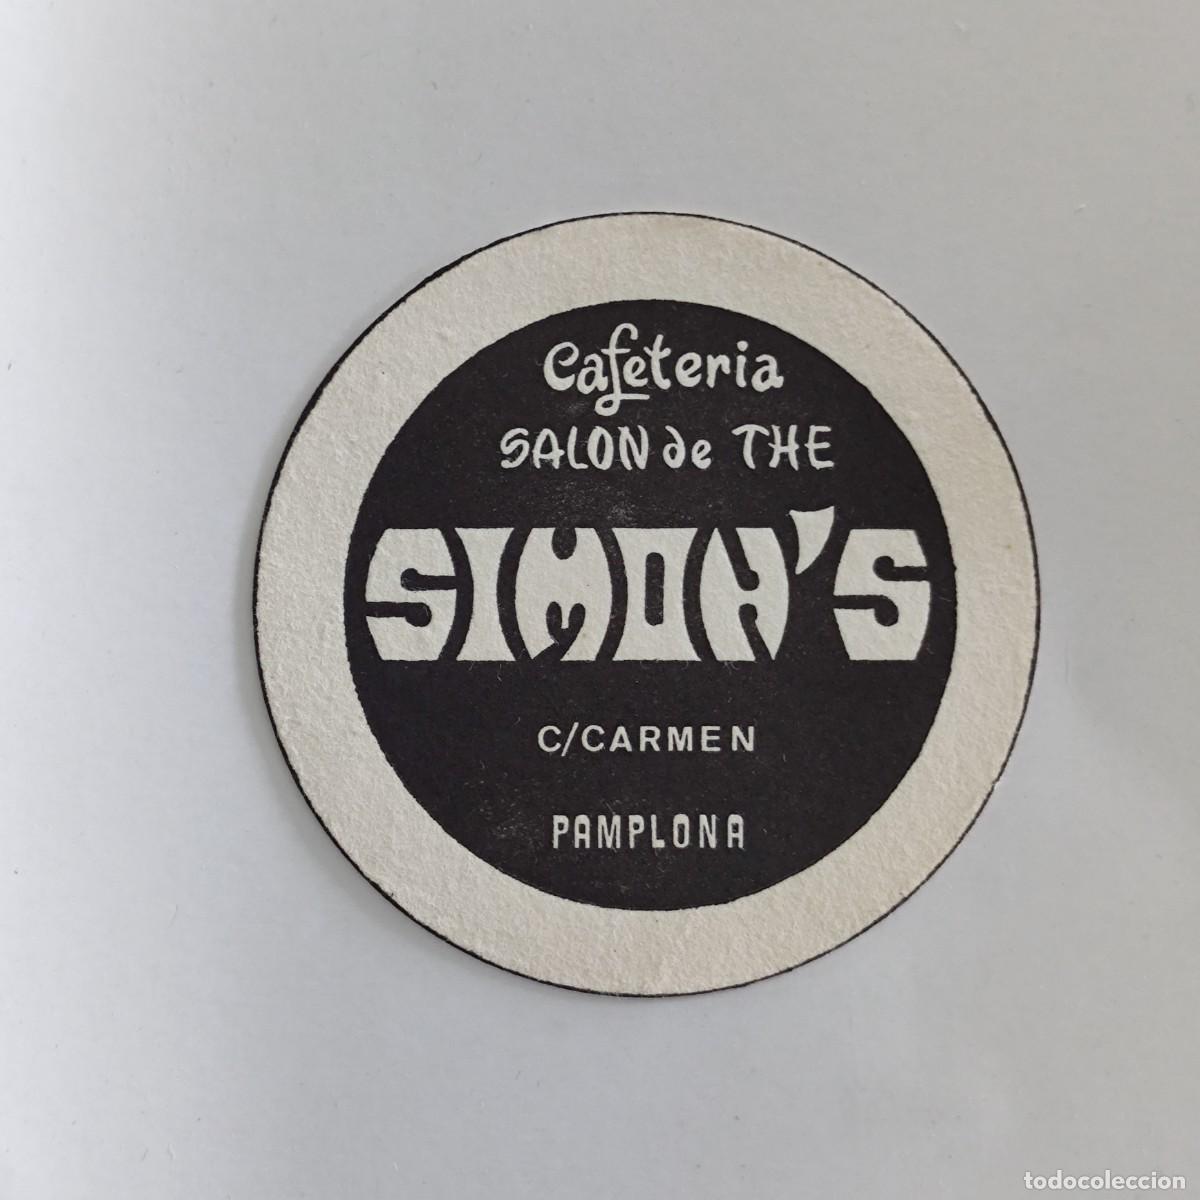 Cafeteria
SALON de THE
SIMON'S
C/CARMEN
PAMPLONA
todocoleccion